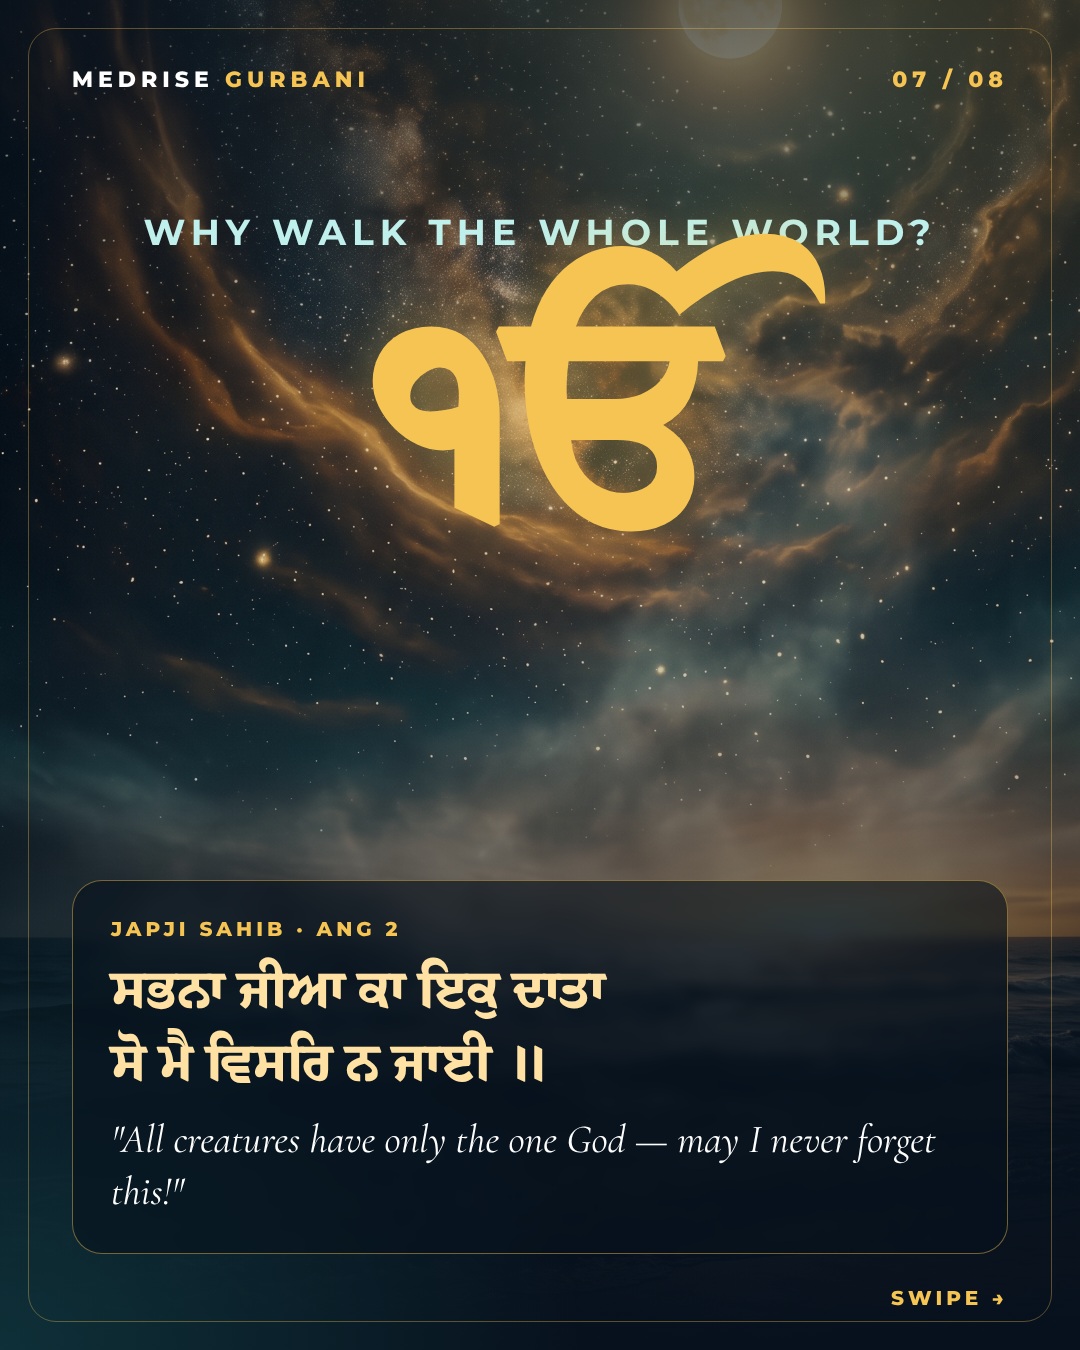 MEDRISE GURBANI
07 / 08
WHY WALK THE WHOLE WORLD?
ੴ
JAPJI SAHIB · ANG 2
ਸਭਨਾ ਜੀਆ ਕਾ ਇਕੁ ਦਾਤਾ
ਸੋ ਮੈ ਵਿਸਰਿ ਨ ਜਾਈ ॥
"All creatures have only the one God — may I never forget
this!"
SWIPE →